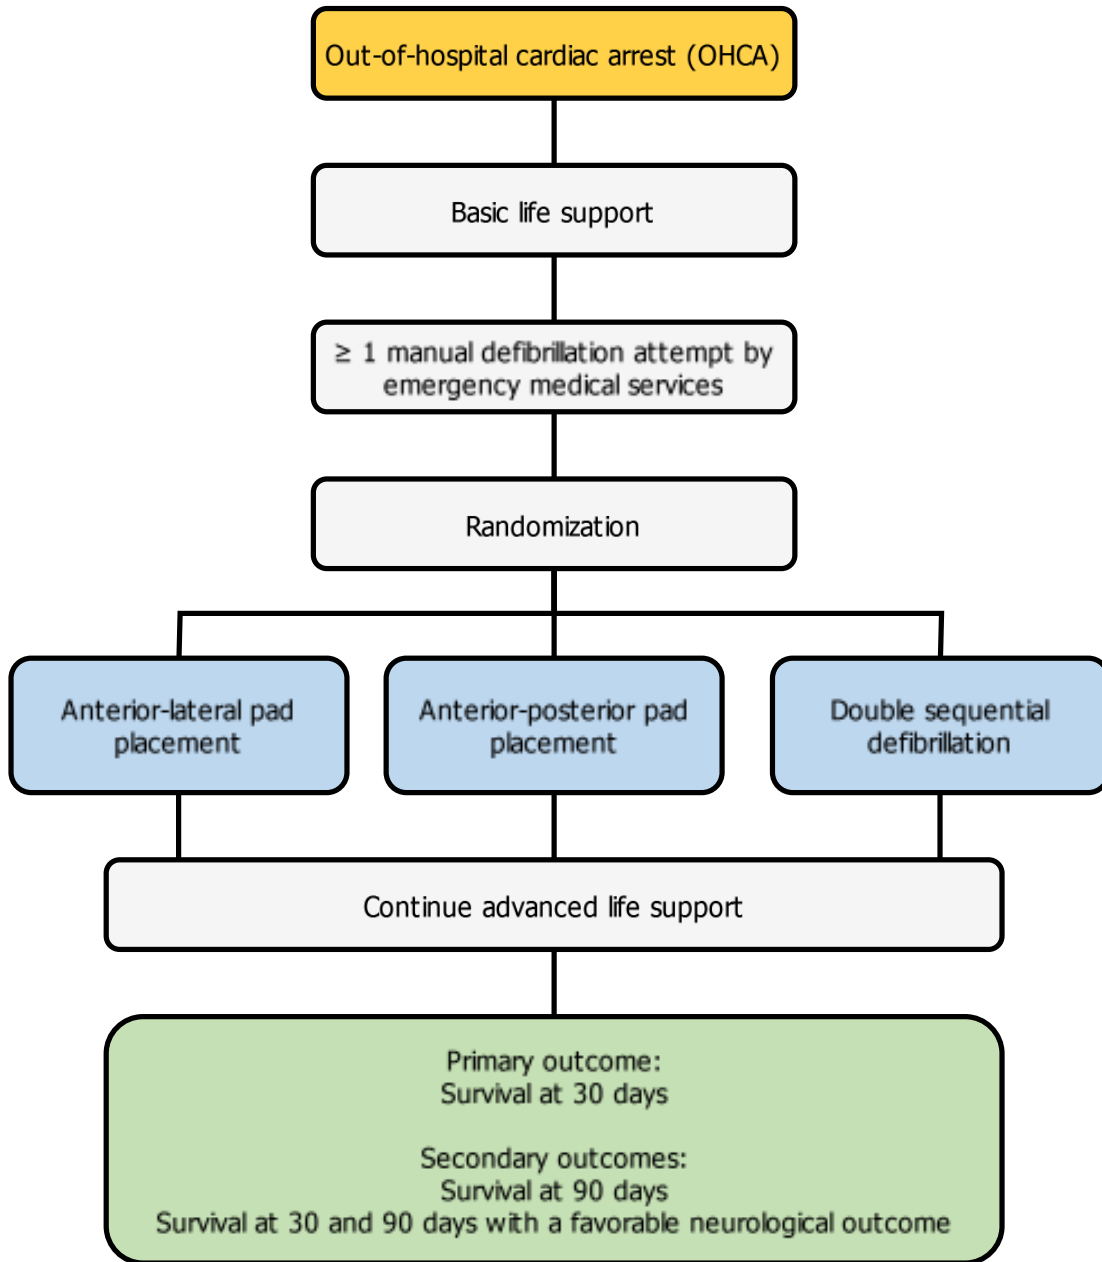 Out-of-hospital cardiac arrest (OHCA)
Basic life support
≥ 1 manual defibrillation attempt by
emergency medical services
Randomization
Anterior-lateral pad
placement
Anterior-posterior pad
placement
Double sequential
defibrillation
Continue advanced life support
Primary outcome:
Survival at 30 days
Secondary outcomes:
Survival at 90 days
Survival at 30 and 90 days with a favorable neurological outcome